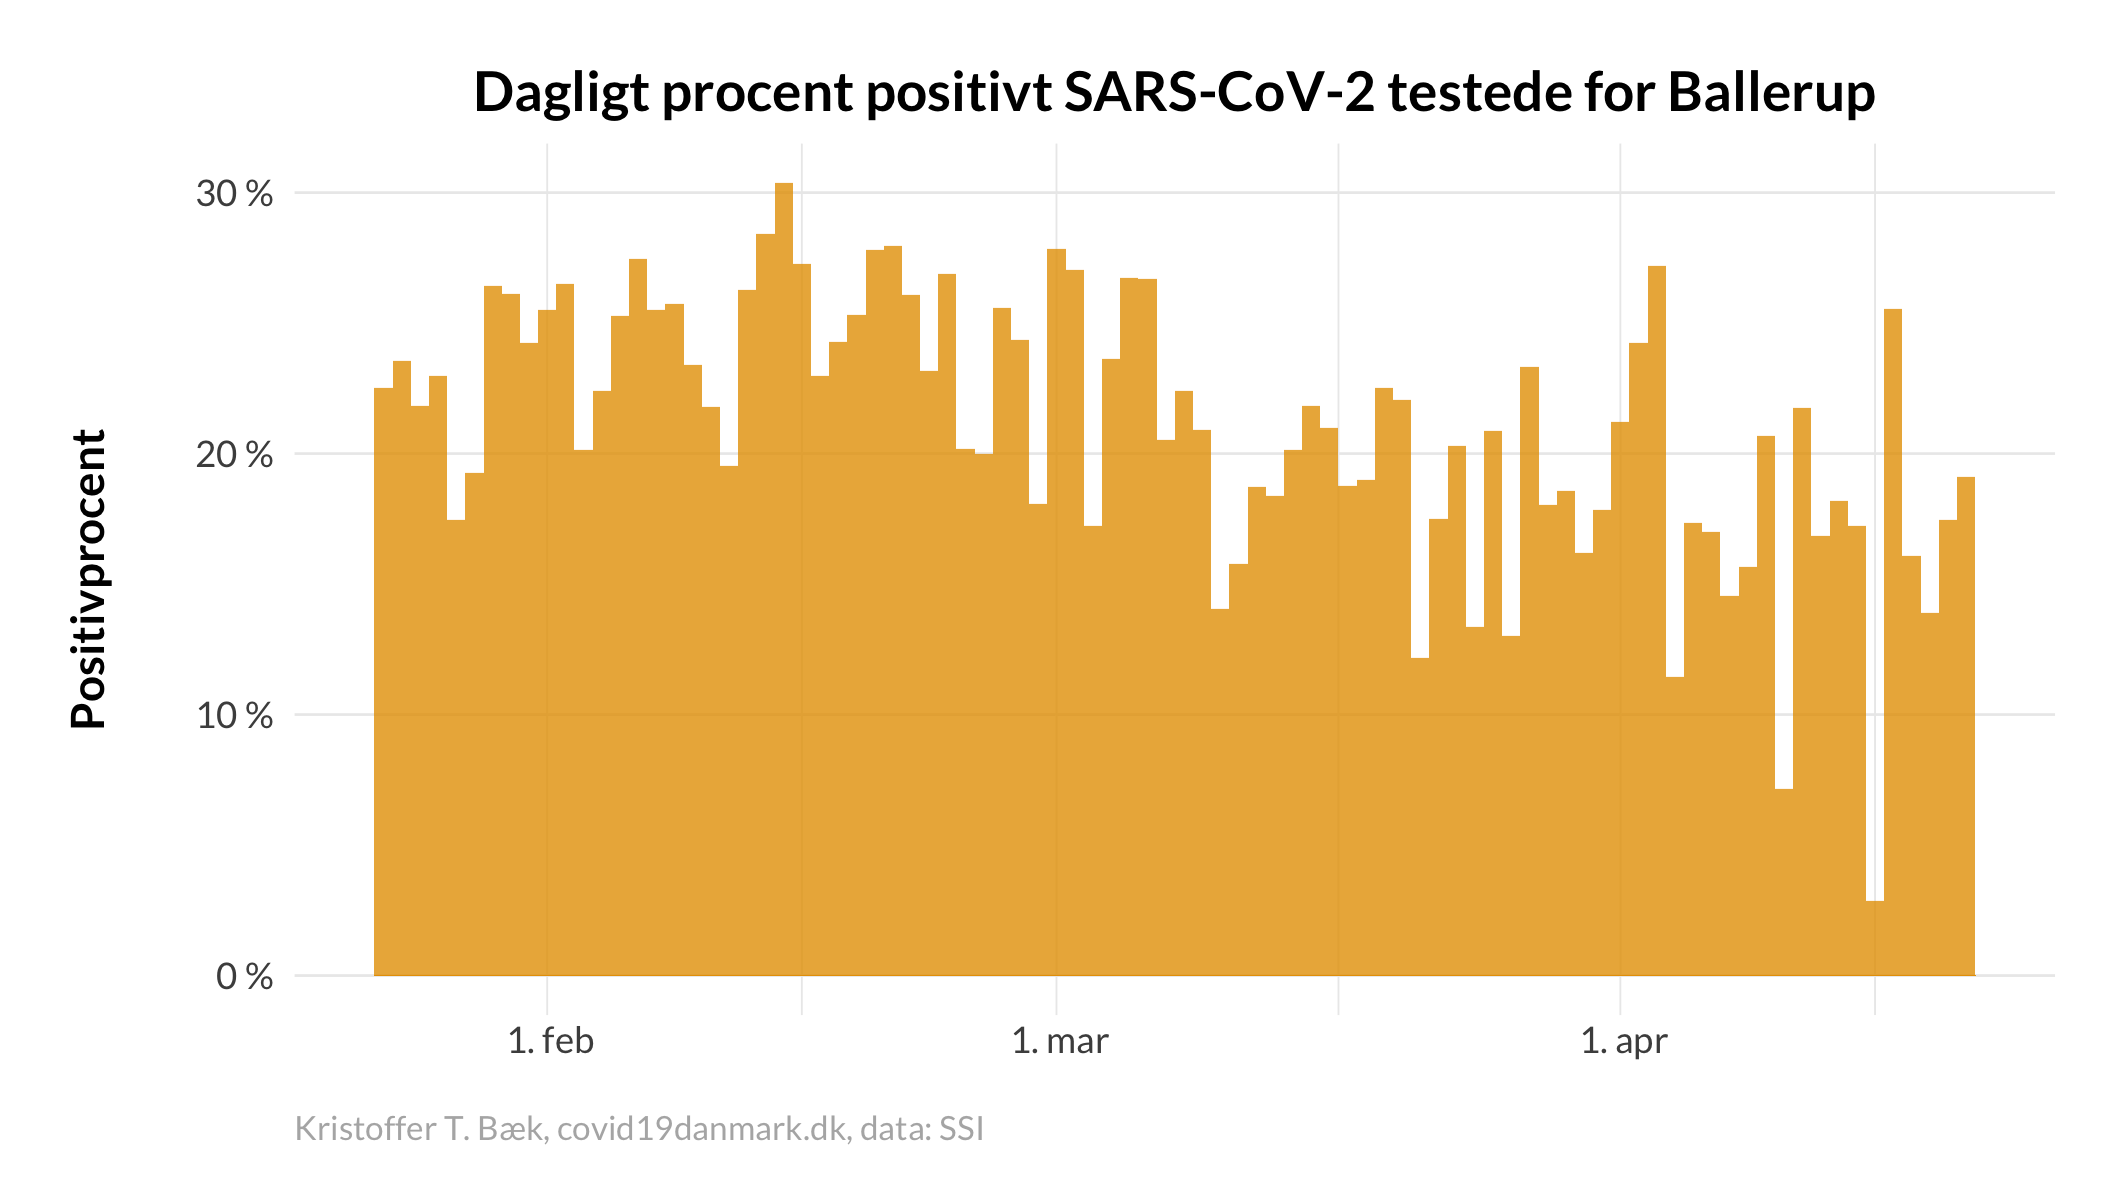 Dagligt procent positivt SARS-CoV-2 testede for Ballerup
Positivprocent
30 %
20 %
10 %
0 %
1. feb
1. mar
1. apr
Kristoffer T. Bæk, covid19danmark.dk, data: SSI